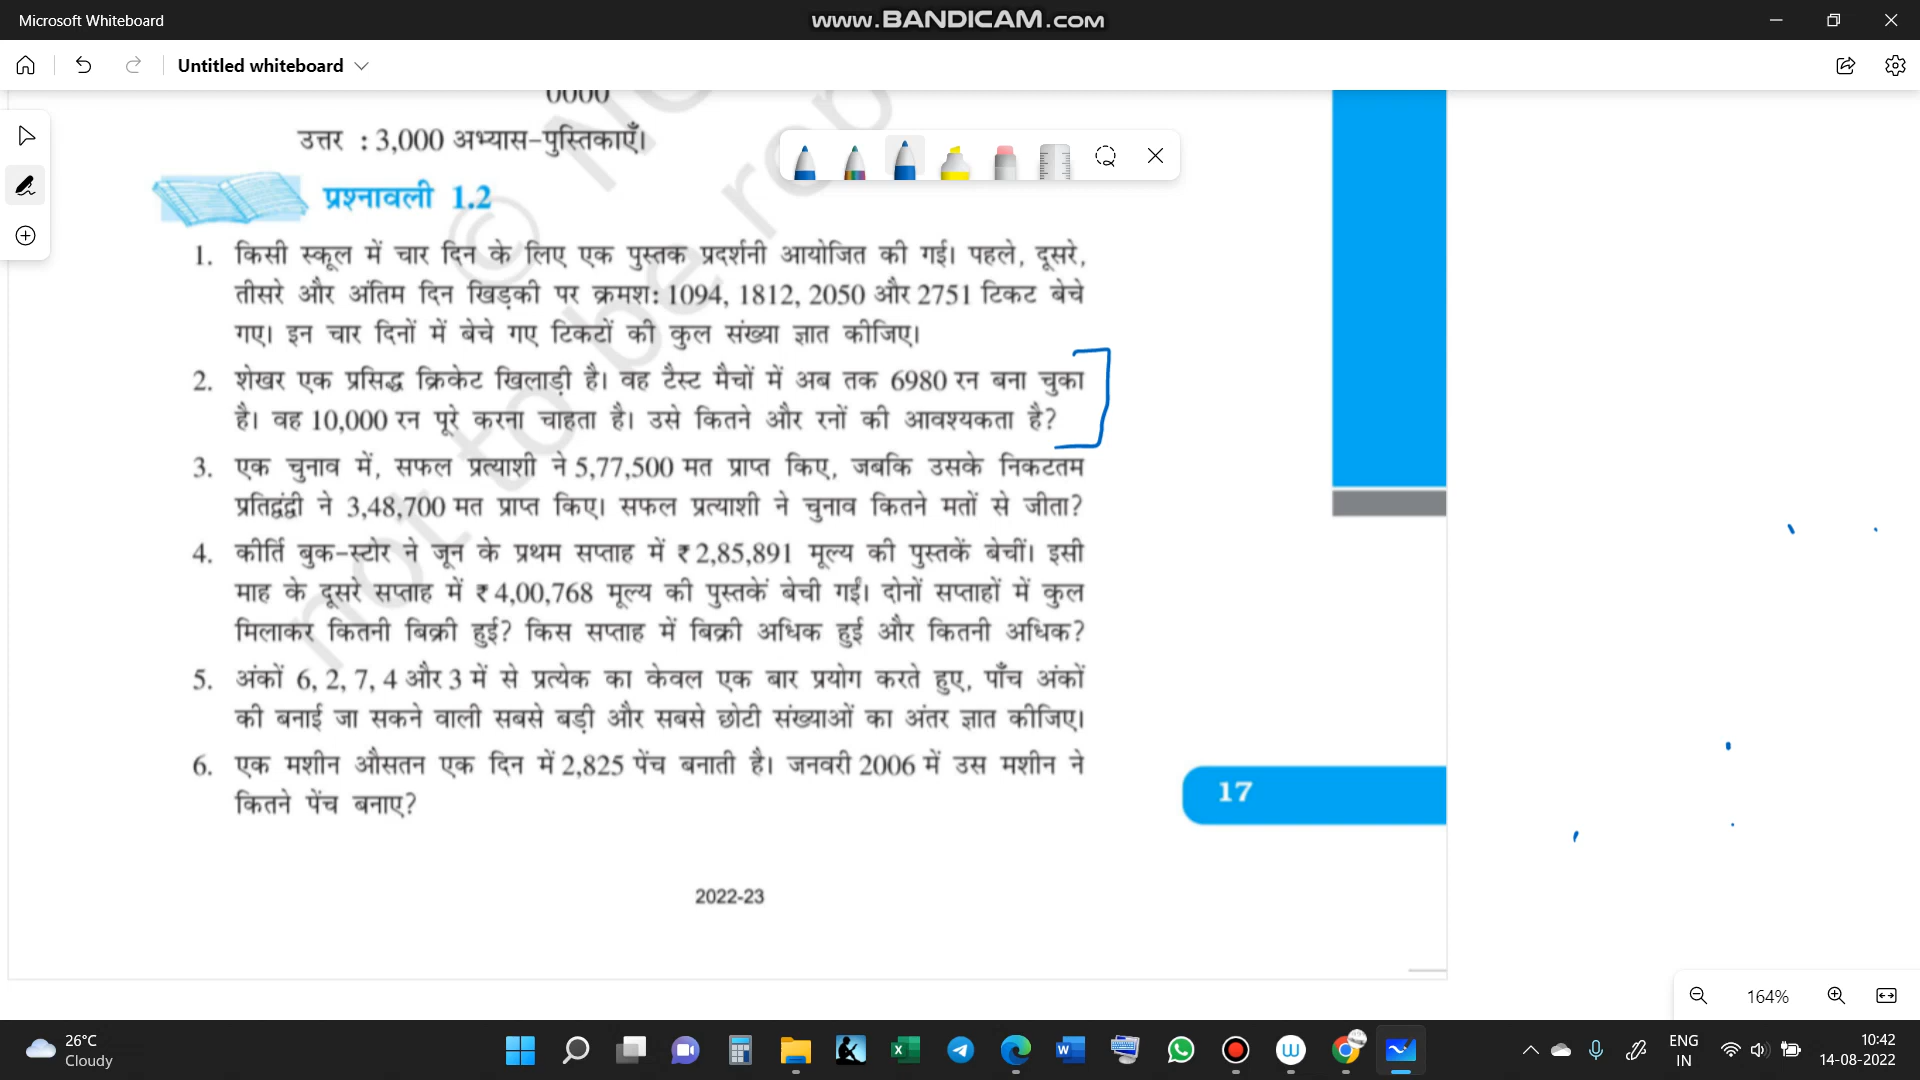 Microsoft Whiteboard
www.BANDICAM.com
Untitled whiteboard
0000
उत्तर : 3,000 अभ्यास-पुस्तिकाएँ।
प्रश्नावली 1.2
1. किसी स्कूल में चार दिन के लिए एक पुस्तक प्रदर्शनी आयोजित की गई। पहले, दूसरे,
तीसरे और अंतिम दिन खिड़की पर क्रमश: 1094, 1812, 2050 और 2751 टिकट बेचे
गए। इन चार दिनों में बेचे गए टिकटों की कुल संख्या ज्ञात कीजिए।
2. शेखर एक प्रसिद्ध क्रिकेट खिलाड़ी है। वह टैस्ट मैचों में अब तक 6980 रन बना चुका
है। वह 10,000 रन पूरे करना चाहता है। उसे कितने और रनों की आवश्यकता है?
3. एक चुनाव में, सफल प्रत्याशी ने 5,77,500 मत प्राप्त किए, जबकि उसके निकटतम
प्रतिद्वंद्वी ने 3,48,700 मत प्राप्त किए। सफल प्रत्याशी ने चुनाव कितने मतों से जीता?
4. कीर्ति बुक-स्टोर ने जून के प्रथम सप्ताह में ₹ 2,85,891 मूल्य की पुस्तकें बेचीं। इसी
माह के दूसरे सप्ताह में ₹ 4,00,768 मूल्य की पुस्तकें बेची गईं। दोनों सप्ताहों में कुल
मिलाकर कितनी बिक्री हुई? किस सप्ताह में बिक्री अधिक हुई और कितनी अधिक?
5. अंकों 6, 2, 7, 4 और 3 में से प्रत्येक का केवल एक बार प्रयोग करते हुए, पाँच अंकों
की बनाई जा सकने वाली सबसे बड़ी और सबसे छोटी संख्याओं का अंतर ज्ञात कीजिए।
6. एक मशीन औसतन एक दिन में 2,825 पेंच बनाती है। जनवरी 2006 में उस मशीन ने
कितने पेंच बनाए?
17
2022-23
not to be rep
© No
164%
26°C
Cloudy
ENG
IN
10:42
14-08-2022